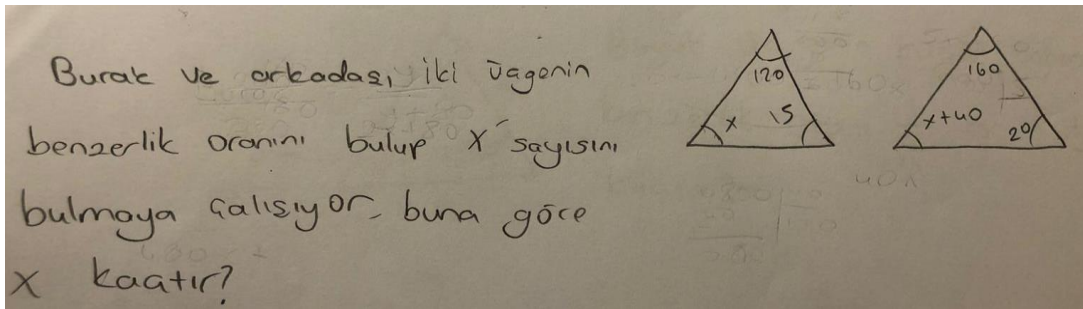 Burak ve arkadaşı, iki üçgenin
benzerlik oranını bulup x sayısını
bulmaya çalışıyor, buna göre
x kaçtır?
120
x 15
160
x+40
20